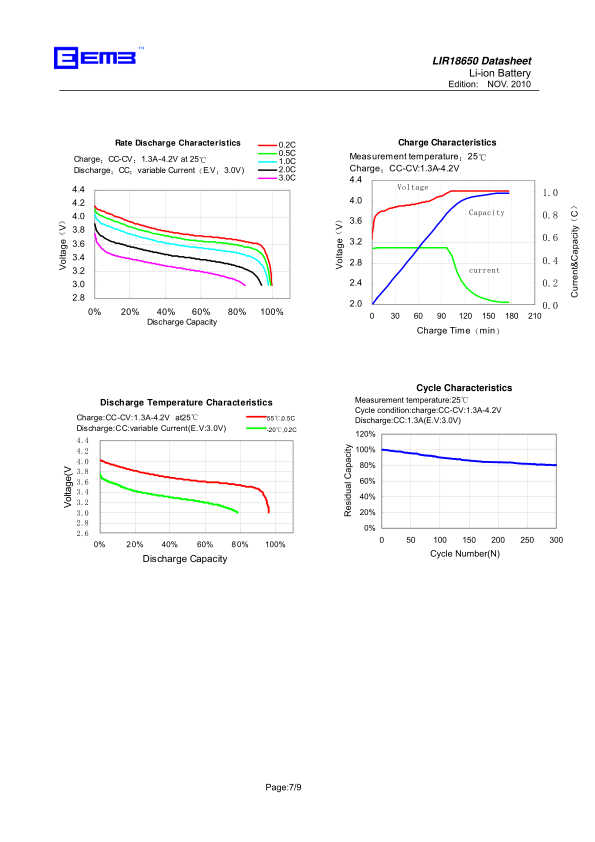 EEMB ™
LIR18650 Datasheet
Li-ion Battery
Edition: NOV. 2010
Rate Discharge Characteristics
Charge：CC-CV；1.3A-4.2V at 25℃
Discharge：CC；variable Current（E.V；3.0V）
0.2C
0.5C
1.0C
2.0C
3.0C
4.4
4.2
4.0
3.8
3.6
3.4
3.2
3.0
2.8
Voltage（V）
0% 20% 40% 60% 80% 100%
Discharge Capacity
Charge Characteristics
Measurement temperature：25℃
Charge：CC-CV:1.3A-4.2V
4.4
4.0
3.6
3.2
2.8
2.4
2.0
Voltage（V）
Voltage
Capacity
current
1.0
0.8
0.6
0.4
0.2
0.0
Current&Capacity（C）
0 30 60 90 120 150 180 210
Charge Time（min）
Discharge Temperature Characteristics
Charge:CC-CV:1.3A-4.2V at25℃
Discharge:CC:variable Current(E.V:3.0V)
55℃,0.5C
-20℃,0.2C
4.4
4.2
4.0
3.8
3.6
3.4
3.2
3.0
2.8
2.6
Voltage(V
0% 20% 40% 60% 80% 100%
Discharge Capacity
Cycle Characteristics
Measurement temperature:25℃
Cycle condition:charge:CC-CV:1.3A-4.2V
Discharge:CC:1.3A(E.V:3.0V)
120%
100%
80%
60%
40%
20%
0%
Residual Capacity
0 50 100 150 200 250 300
Cycle Number(N)
Page:7/9